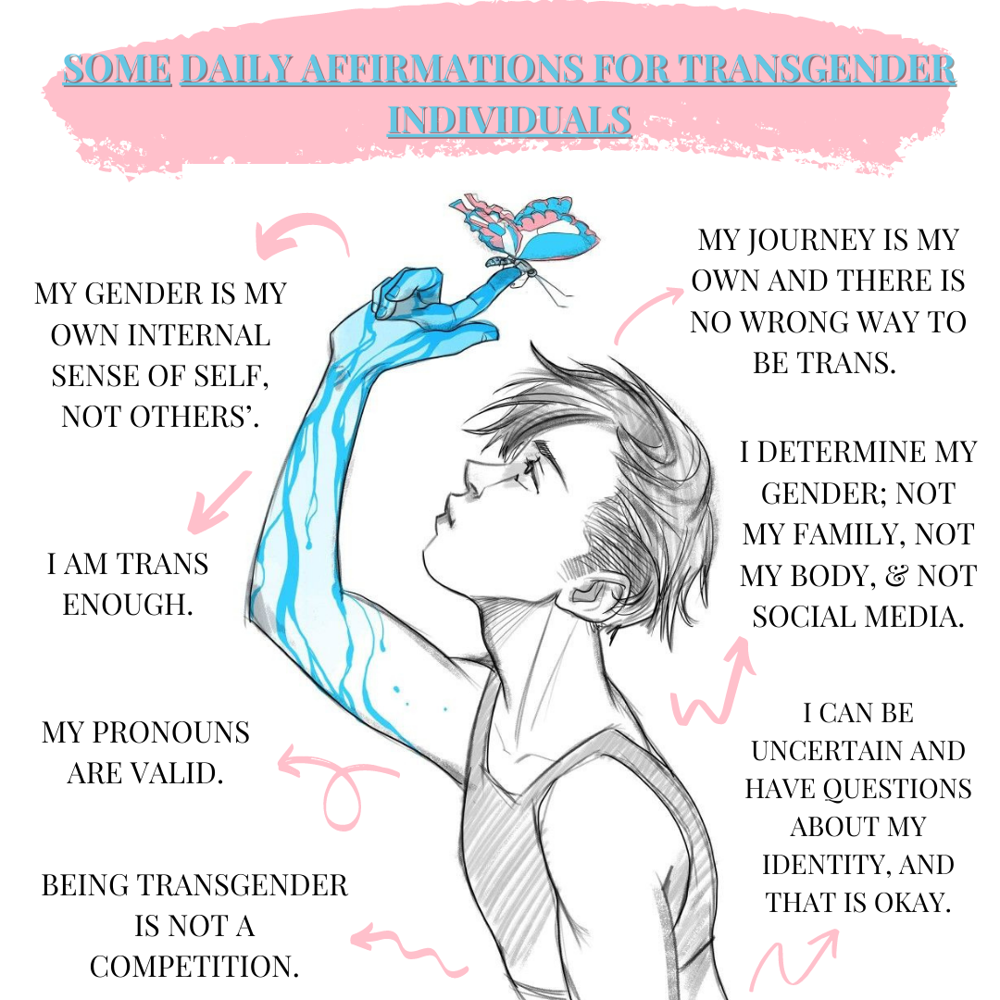 SOME DAILY AFFIRMATIONS FOR TRANSGENDER
INDIVIDUALS
MY GENDER IS MY
OWN INTERNAL
SENSE OF SELF,
NOT OTHERS’.
I AM TRANS
ENOUGH.
MY PRONOUNS
ARE VALID.
BEING TRANSGENDER
IS NOT A
COMPETITION.
MY JOURNEY IS MY
OWN AND THERE IS
NO WRONG WAY TO
BE TRANS.
I DETERMINE MY
GENDER; NOT
MY FAMILY, NOT
MY BODY, & NOT
SOCIAL MEDIA.
I CAN BE
UNCERTAIN AND
HAVE QUESTIONS
ABOUT MY
IDENTITY, AND
THAT IS OKAY.